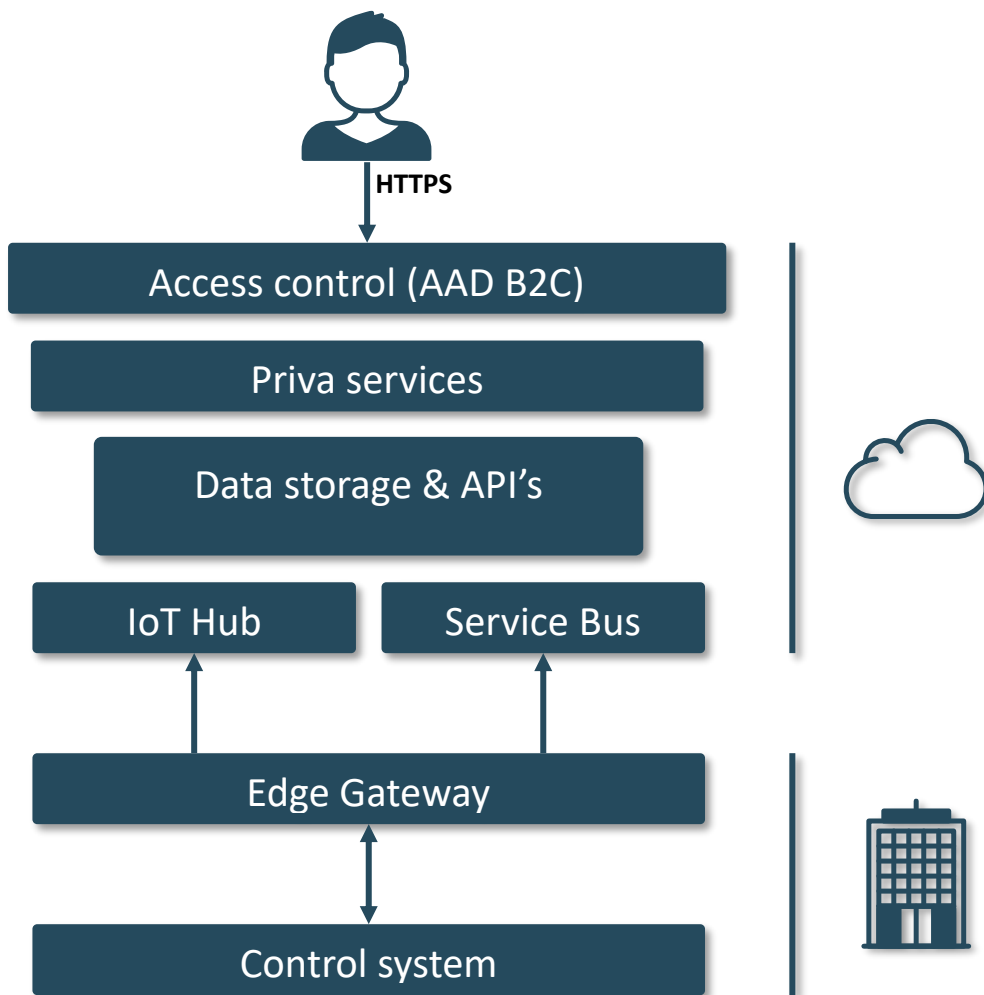 HTTPS
Access control (AAD B2C)
Priva services
Data storage & API’s
IoT Hub
Service Bus
Edge Gateway
Control system